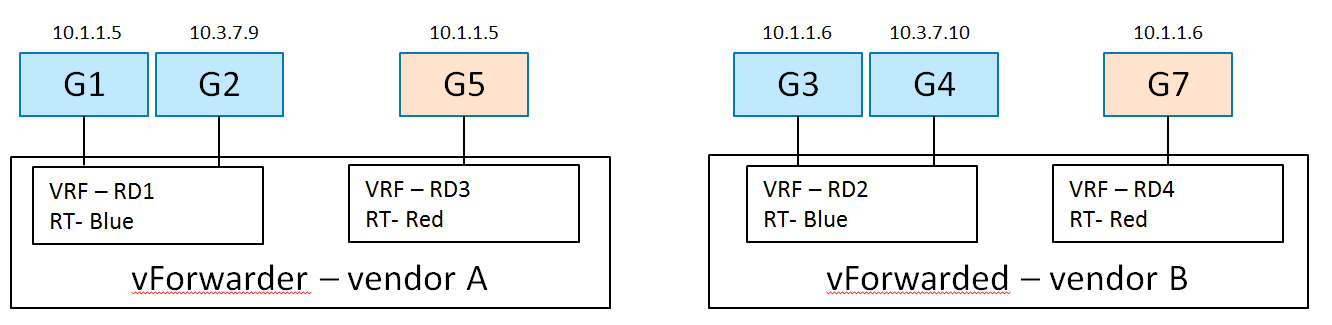 10.1.1.5
10.3.7.9
10.1.1.5
10.1.1.6
10.3.7.10
10.1.1.6
G1
G2
G5
G3
G4
G7
VRF – RD1
RT- Blue
VRF – RD3
RT- Red
VRF – RD2
RT- Blue
VRF – RD4
RT- Red
vForwarder – vendor A
vForwarded – vendor B